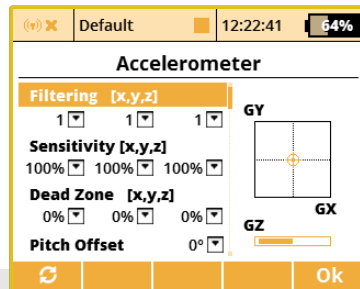 Default 12:22:41 64%
Accelerometer
Filtering [x,y,z]
1 1 1
GY
Sensitivity [x,y,z]
100% 100% 100%
Dead Zone [x,y,z]
0% 0% 0%
GX
GZ
Pitch Offset 0°
Ok